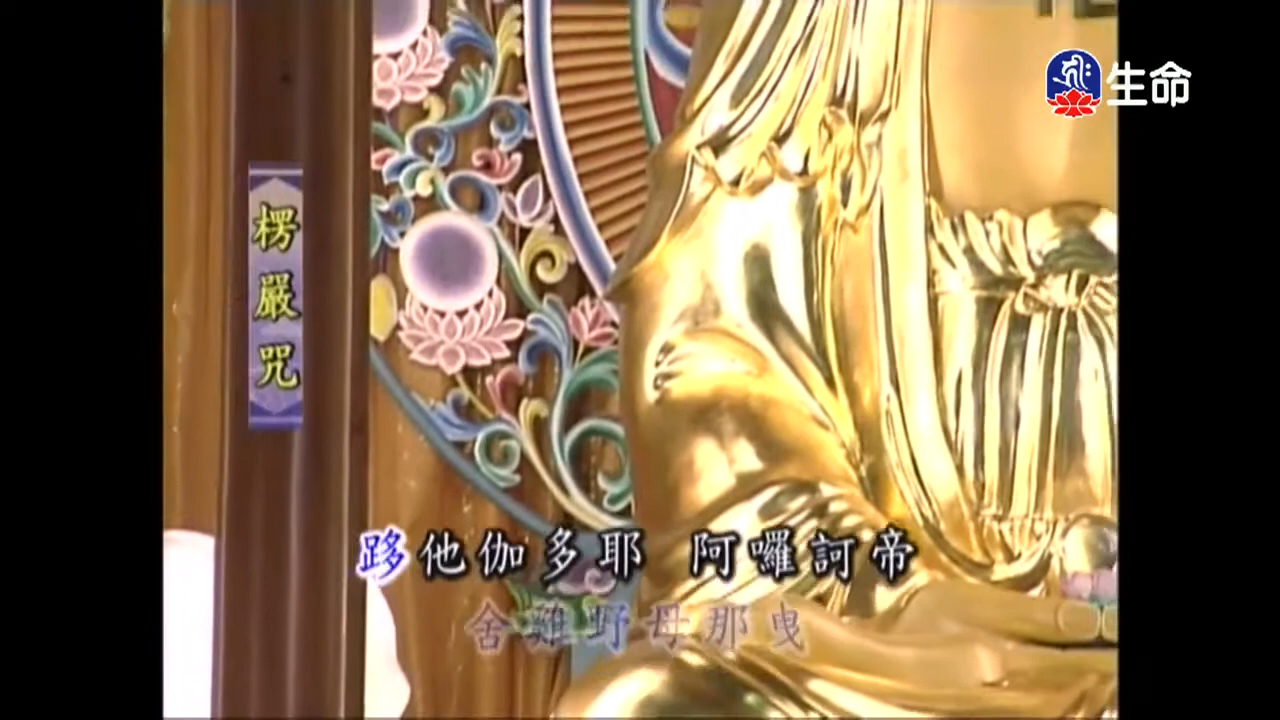 生命
楞嚴咒
跢他伽多耶 阿囉訶帝
舍雞野母那曳